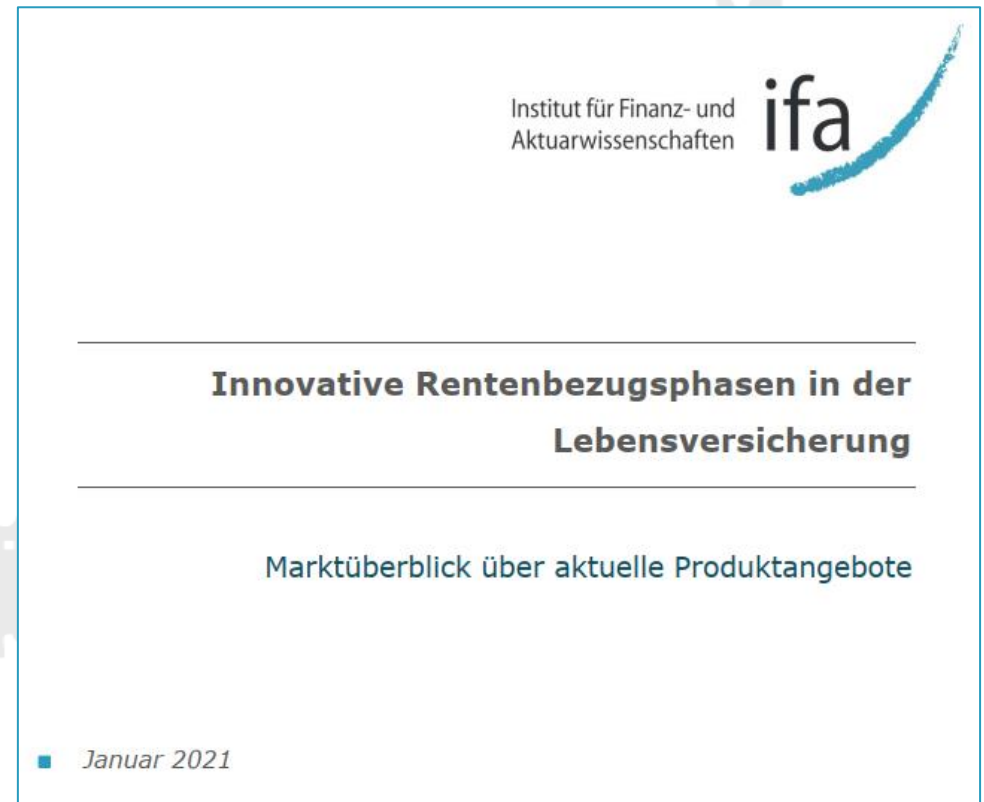 Institut für Finanz- und
Aktuarwissenschaften
ifa
Innovative Rentenbezugsphasen in der
Lebensversicherung
Marktüberblick über aktuelle Produktangebote
Januar 2021